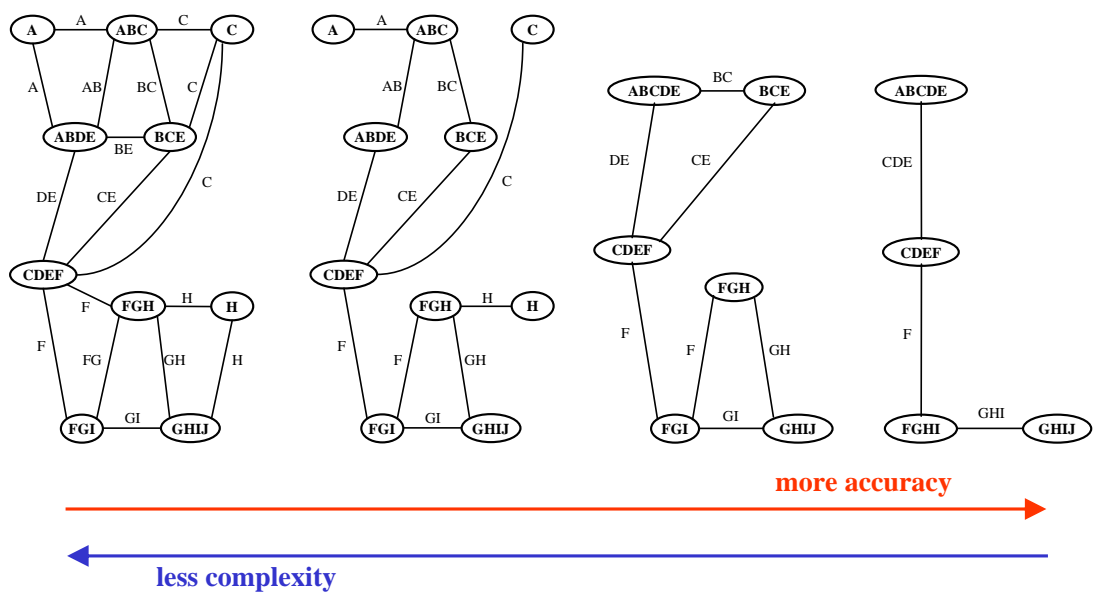 A A ABC C C
A AB BC C
ABDE BE BCE
DE CE C
CDEF
F FGH H H
F FG GH H
FGI GI GHIJ
A A ABC C
AB BC
ABDE BCE
DE CE C
CDEF
FGH H H
F F GH
FGI GI GHIJ
ABCDE BC BCE
DE CE
CDEF
FGH
F F GH
FGI GI GHIJ
ABCDE
CDE
CDEF
F
FGHI GHI GHIJ
more accuracy
less complexity